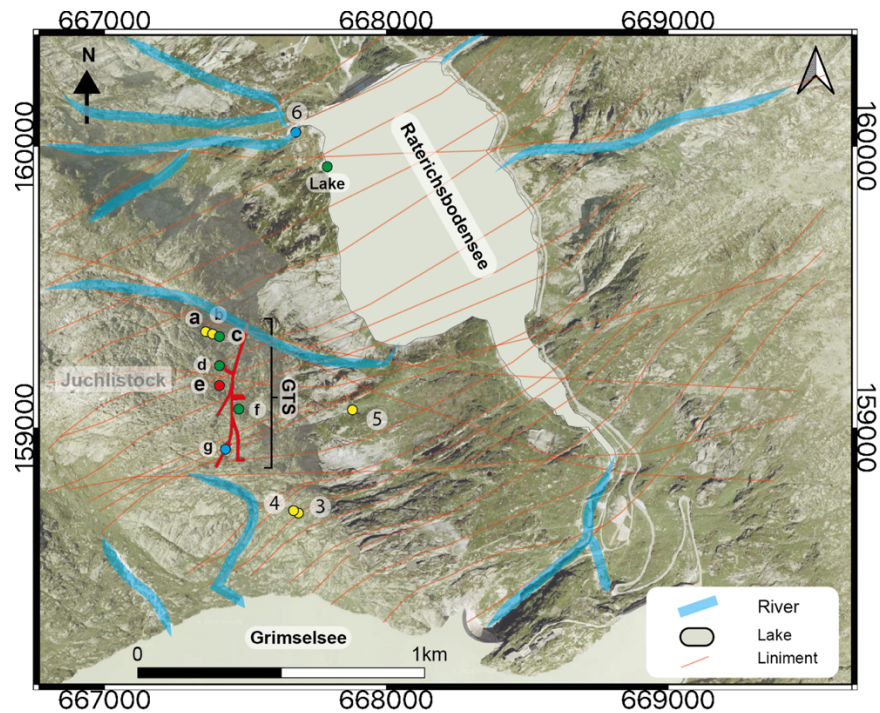 667000
668000
669000
N
160000
160000
6
Lake
Raterichsbodensee
a
b
c
d
Juchlistock
e
GTS
f
5
g
159000
159000
4
3
River
Lake
Liniment
Grimselsee
0
1km
667000
668000
669000